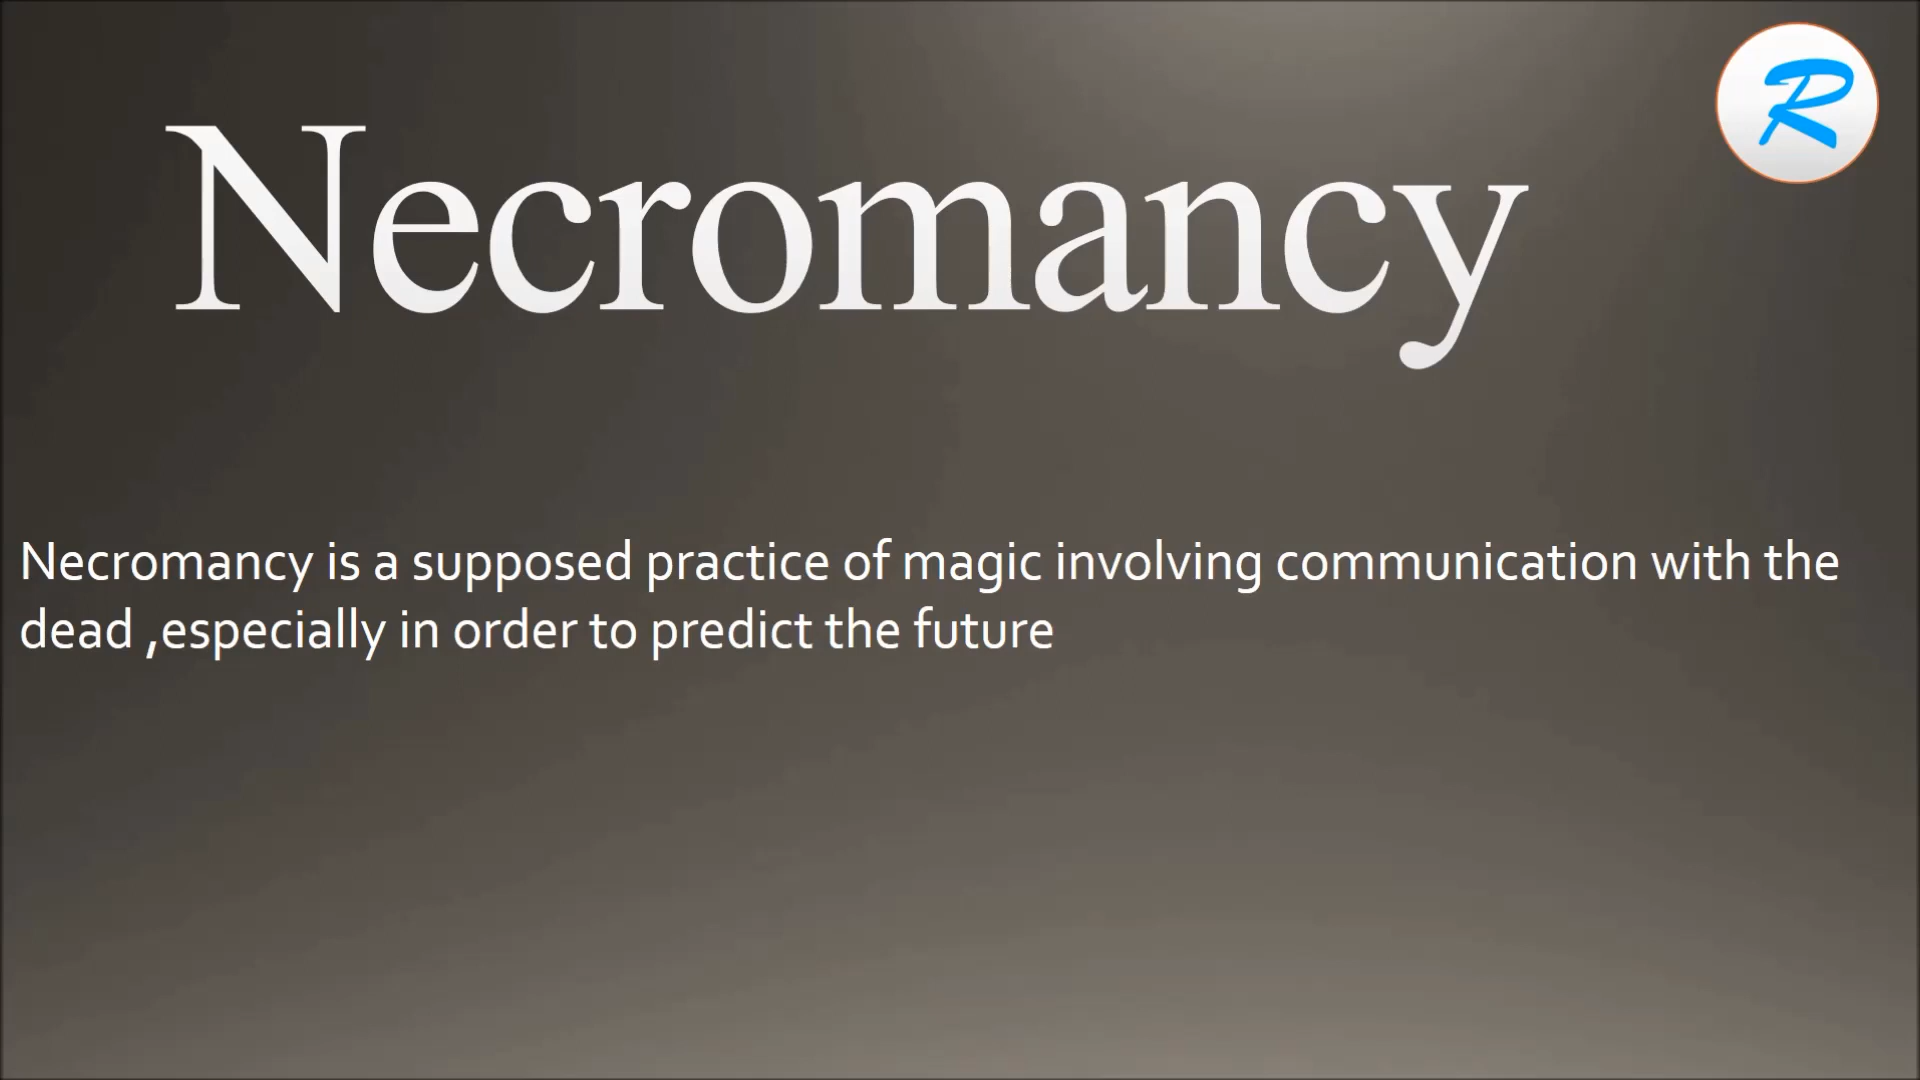 R
Necromancy
Necromancy is a supposed practice of magic involving communication with the
dead ,especially in order to predict the future